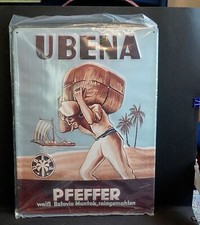 UBENA
PFEFFER
weiß Batavia Muntok, reingemahlen